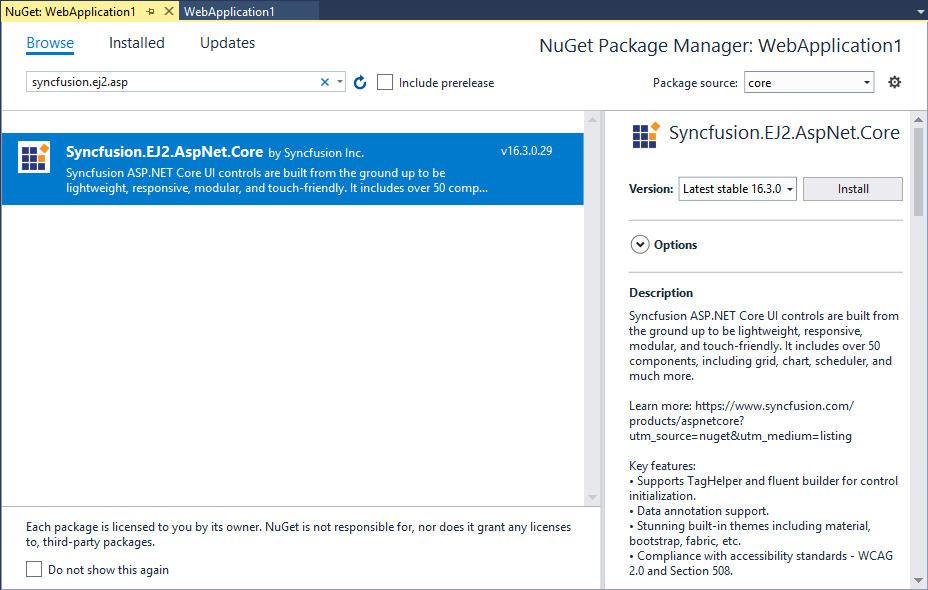 NuGet: WebApplication1
WebApplication1
Browse
Installed
Updates
NuGet Package Manager: WebApplication1
syncfusion.ej2.asp
Include prerelease
Package source:
core
Syncfusion.EJ2.AspNet.Core by Syncfusion Inc.
v16.3.0.29
Syncfusion ASP.NET Core UI controls are built from the ground up to be
lightweight, responsive, modular, and touch-friendly. It includes over 50 comp...
Each package is licensed to you by its owner. NuGet is not responsible for, nor does it grant any licenses
to, third-party packages.
Do not show this again
Syncfusion.EJ2.AspNet.Core
Version:
Latest stable 16.3.0
Install
Options
Description
Syncfusion ASP.NET Core UI controls are built from
the ground up to be lightweight, responsive,
modular, and touch-friendly. It includes over 50
components, including grid, chart, scheduler, and
much more.
Learn more: https://www.syncfusion.com/
products/aspnetcore?
utm_source=nuget&utm_medium=listing
Key features:
• Supports TagHelper and fluent builder for control
initialization.
• Data annotation support.
• Stunning built-in themes including material,
bootstrap, fabric, etc.
• Compliance with accessibility standards - WCAG
2.0 and Section 508.